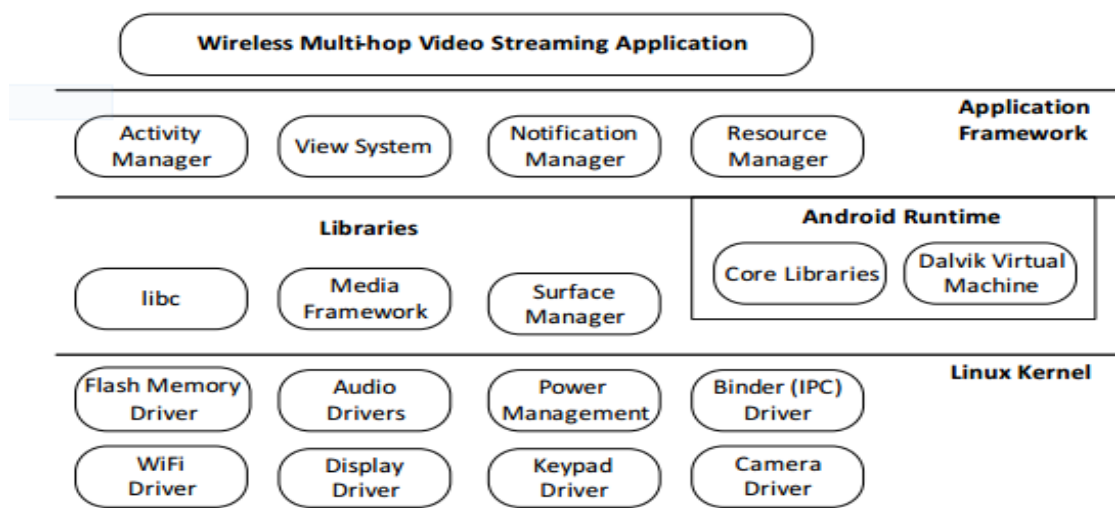 Wireless Multi-hop Video Streaming Application
Application
Framework
Activity
Manager
View System
Notification
Manager
Resource
Manager
Libraries
Android Runtime
libc
Media
Framework
Surface
Manager
Core Libraries
Dalvik Virtual
Machine
Linux Kernel
Flash Memory
Driver
Audio
Drivers
Power
Management
Binder (IPC)
Driver
WiFi
Driver
Display
Driver
Keypad
Driver
Camera
Driver